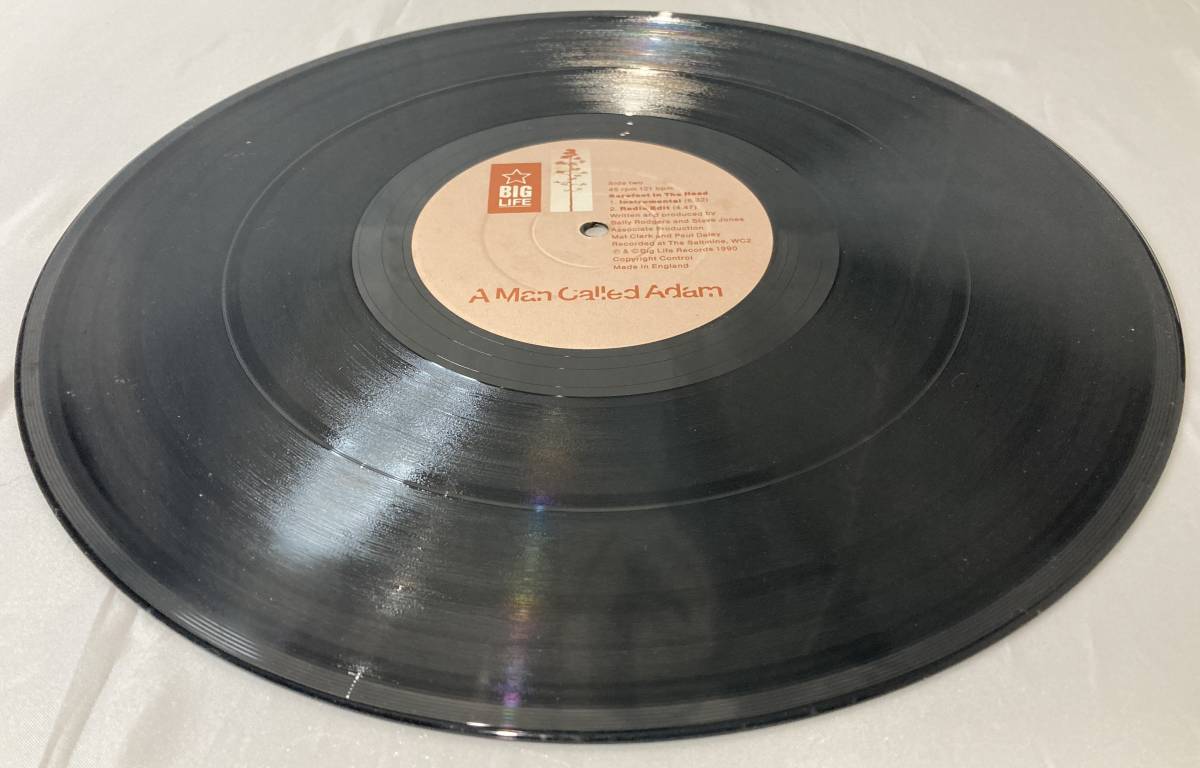 BIG
LIFE
Side two
45 rpm 121 bpm
Barefoot In The Head
1. Instrumental (6.32)
2. Radio Edit (4.47)
Written and produced by
Sally Rodgers and Steve Jones
Associate Production
Mat Clark and Paul Daley
Recorded at The Saltmine, WC2
℗ & © Big Life Records 1990
Copyright Control
Made in England
A Man Called Adam